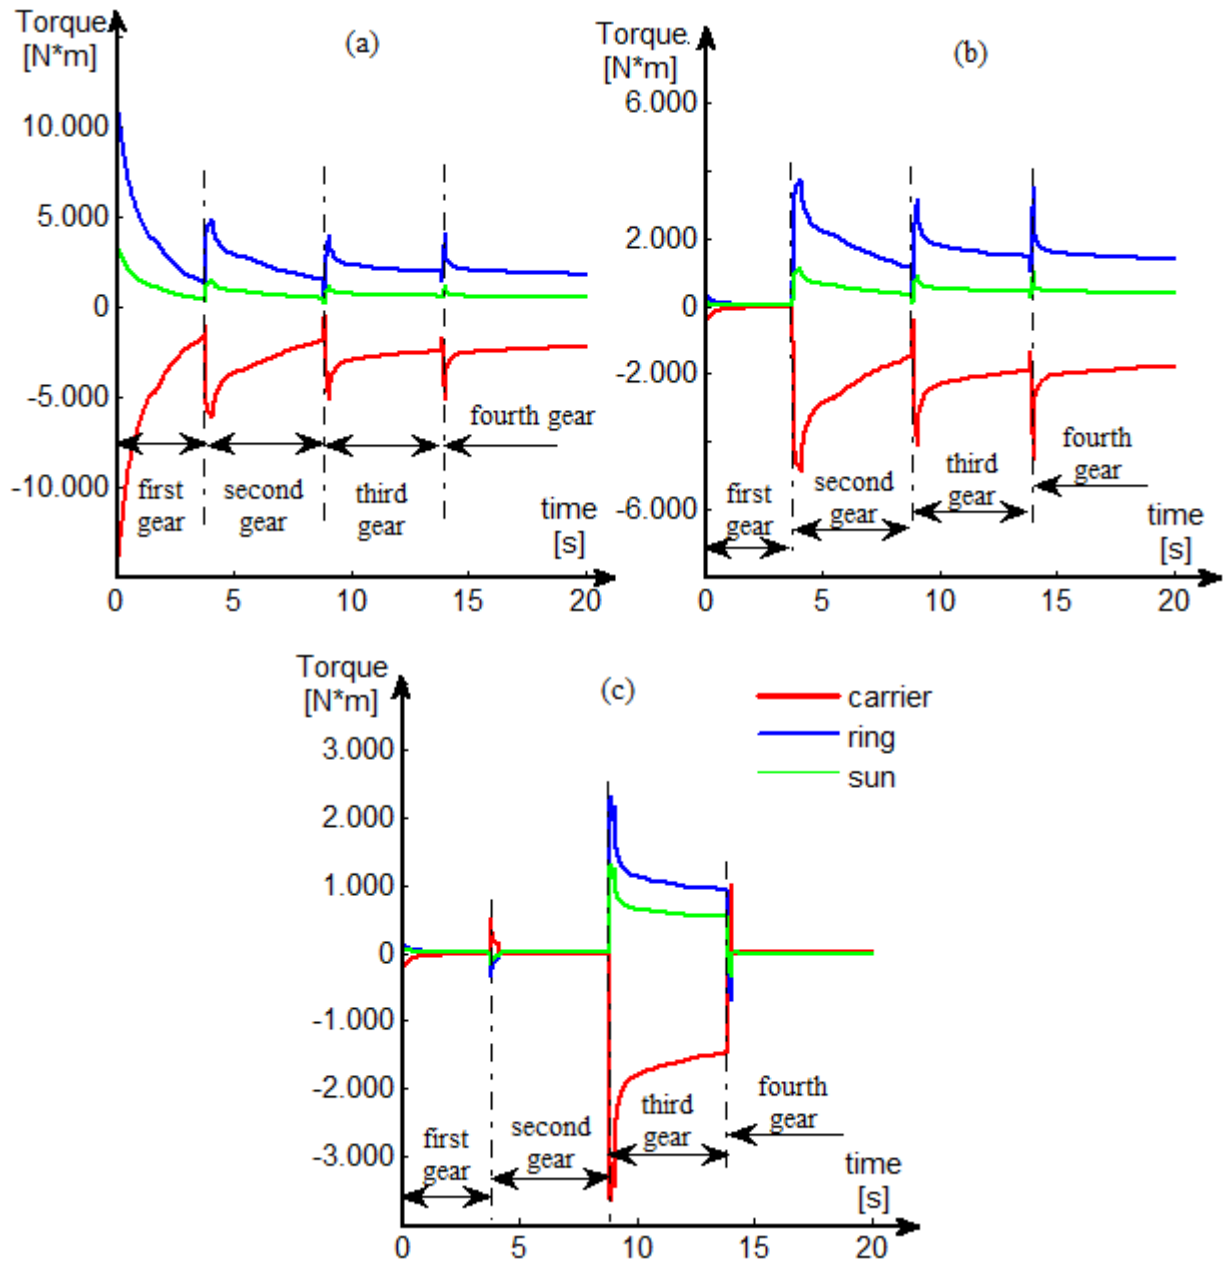 Torque
[N*m]
(a)
10.000
5.000
0
-5.000
-10.000
fourth gear
first
gear
second
gear
third
gear
time
[s]
0
5
10
15
20
Torque
[N*m]
(b)
6.000
2.000
0
-2.000
-6.000
first
gear
second
gear
third
gear
fourth
gear
time
[s]
0
5
10
15
20
Torque
[N*m]
(c)
carrier
ring
sun
3.000
2.000
1.000
0
-1.000
-2.000
-3.000
first
gear
second
gear
third
gear
fourth
gear
time
[s]
0
5
10
15
20